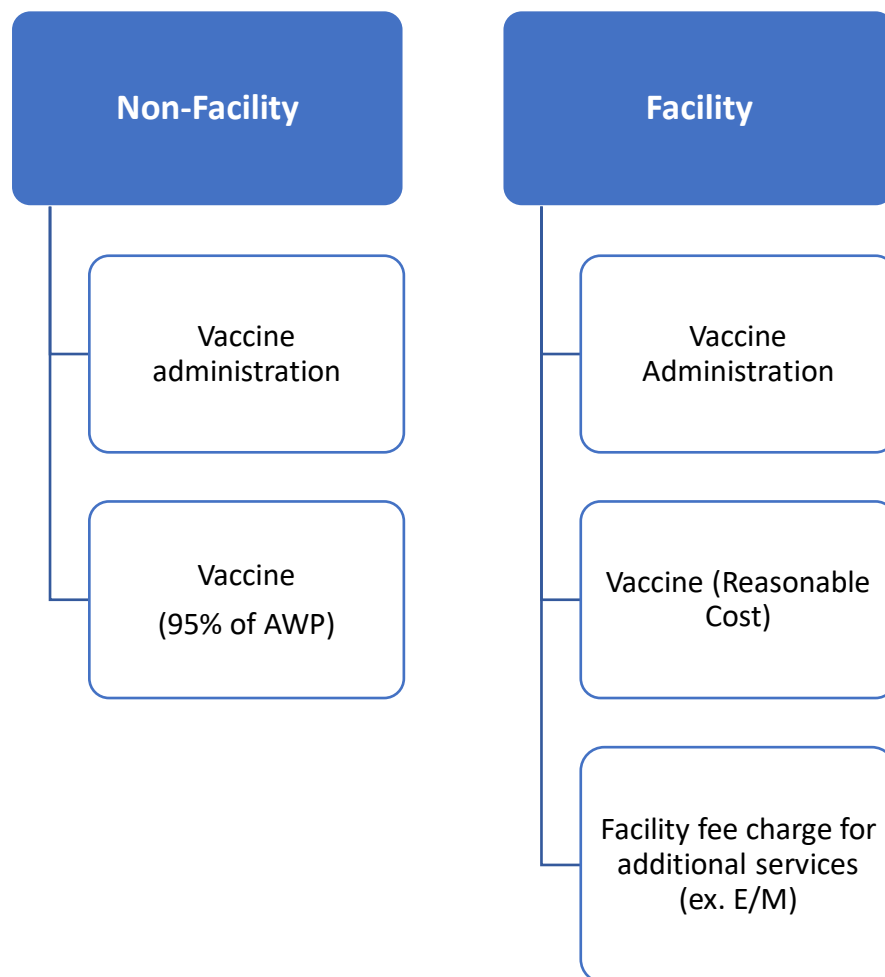 Non-Facility
Vaccine
administration
Vaccine
(95% of AWP)
Facility
Vaccine
Administration
Vaccine (Reasonable
Cost)
Facility fee charge for
additional services
(ex. E/M)